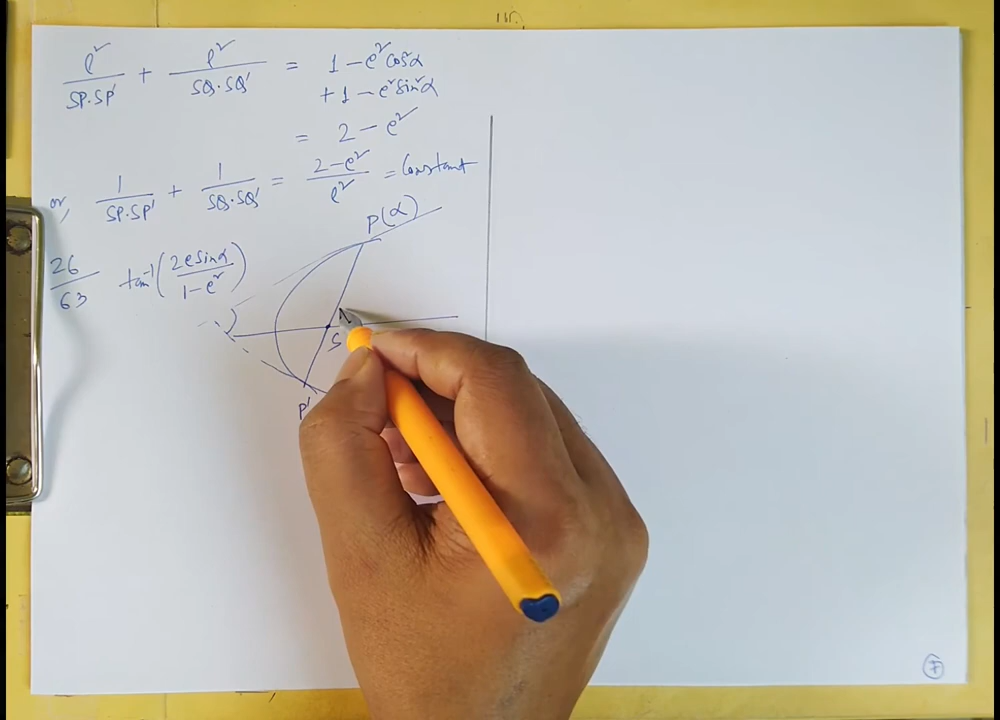 l²/SP·SP' + l²/SQ·SQ' = 1 - e²cos²α
+ 1 - e²sin²α
= 2 - e²
or, 1/SP·SP' + 1/SQ·SQ' = 2-e²/l² = Constant
P(α)
26/63 tan⁻¹(2e sinα/1-e²)
S
P'
7